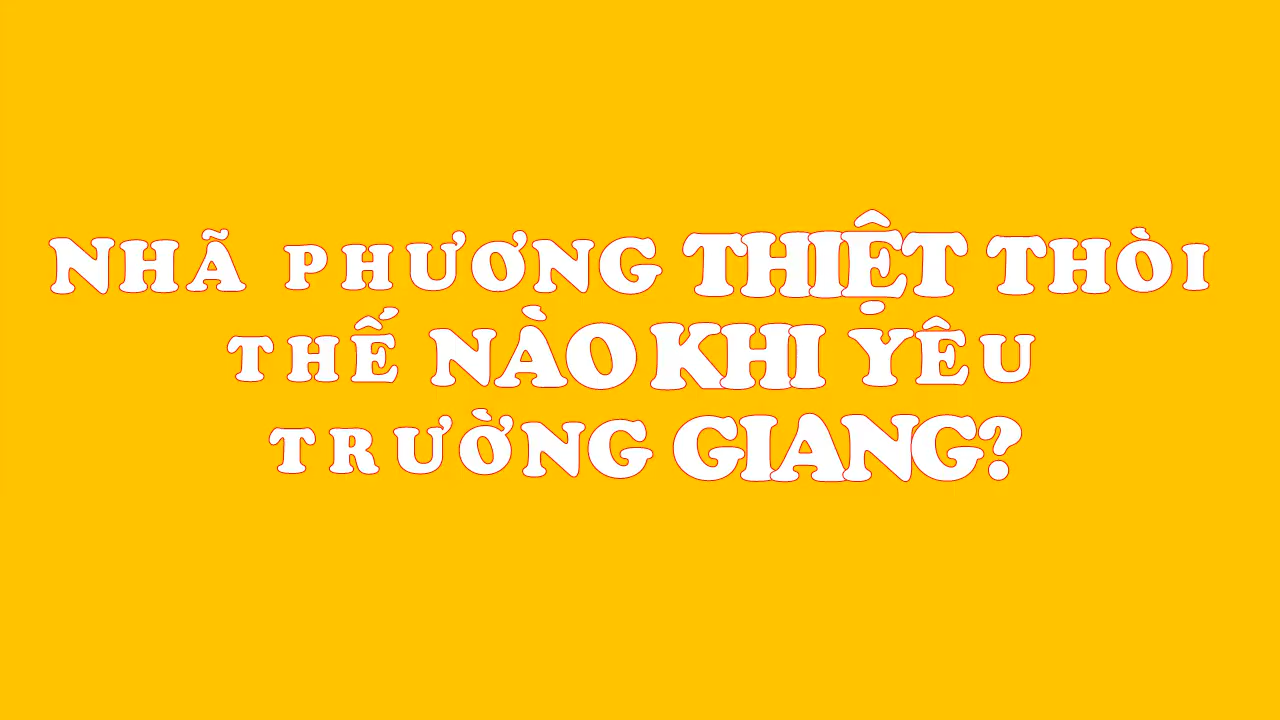 NHÃ PHƯƠNG THIỆT THÒI
THẾ NÀO KHI YÊU
TRƯỜNG GIANG?